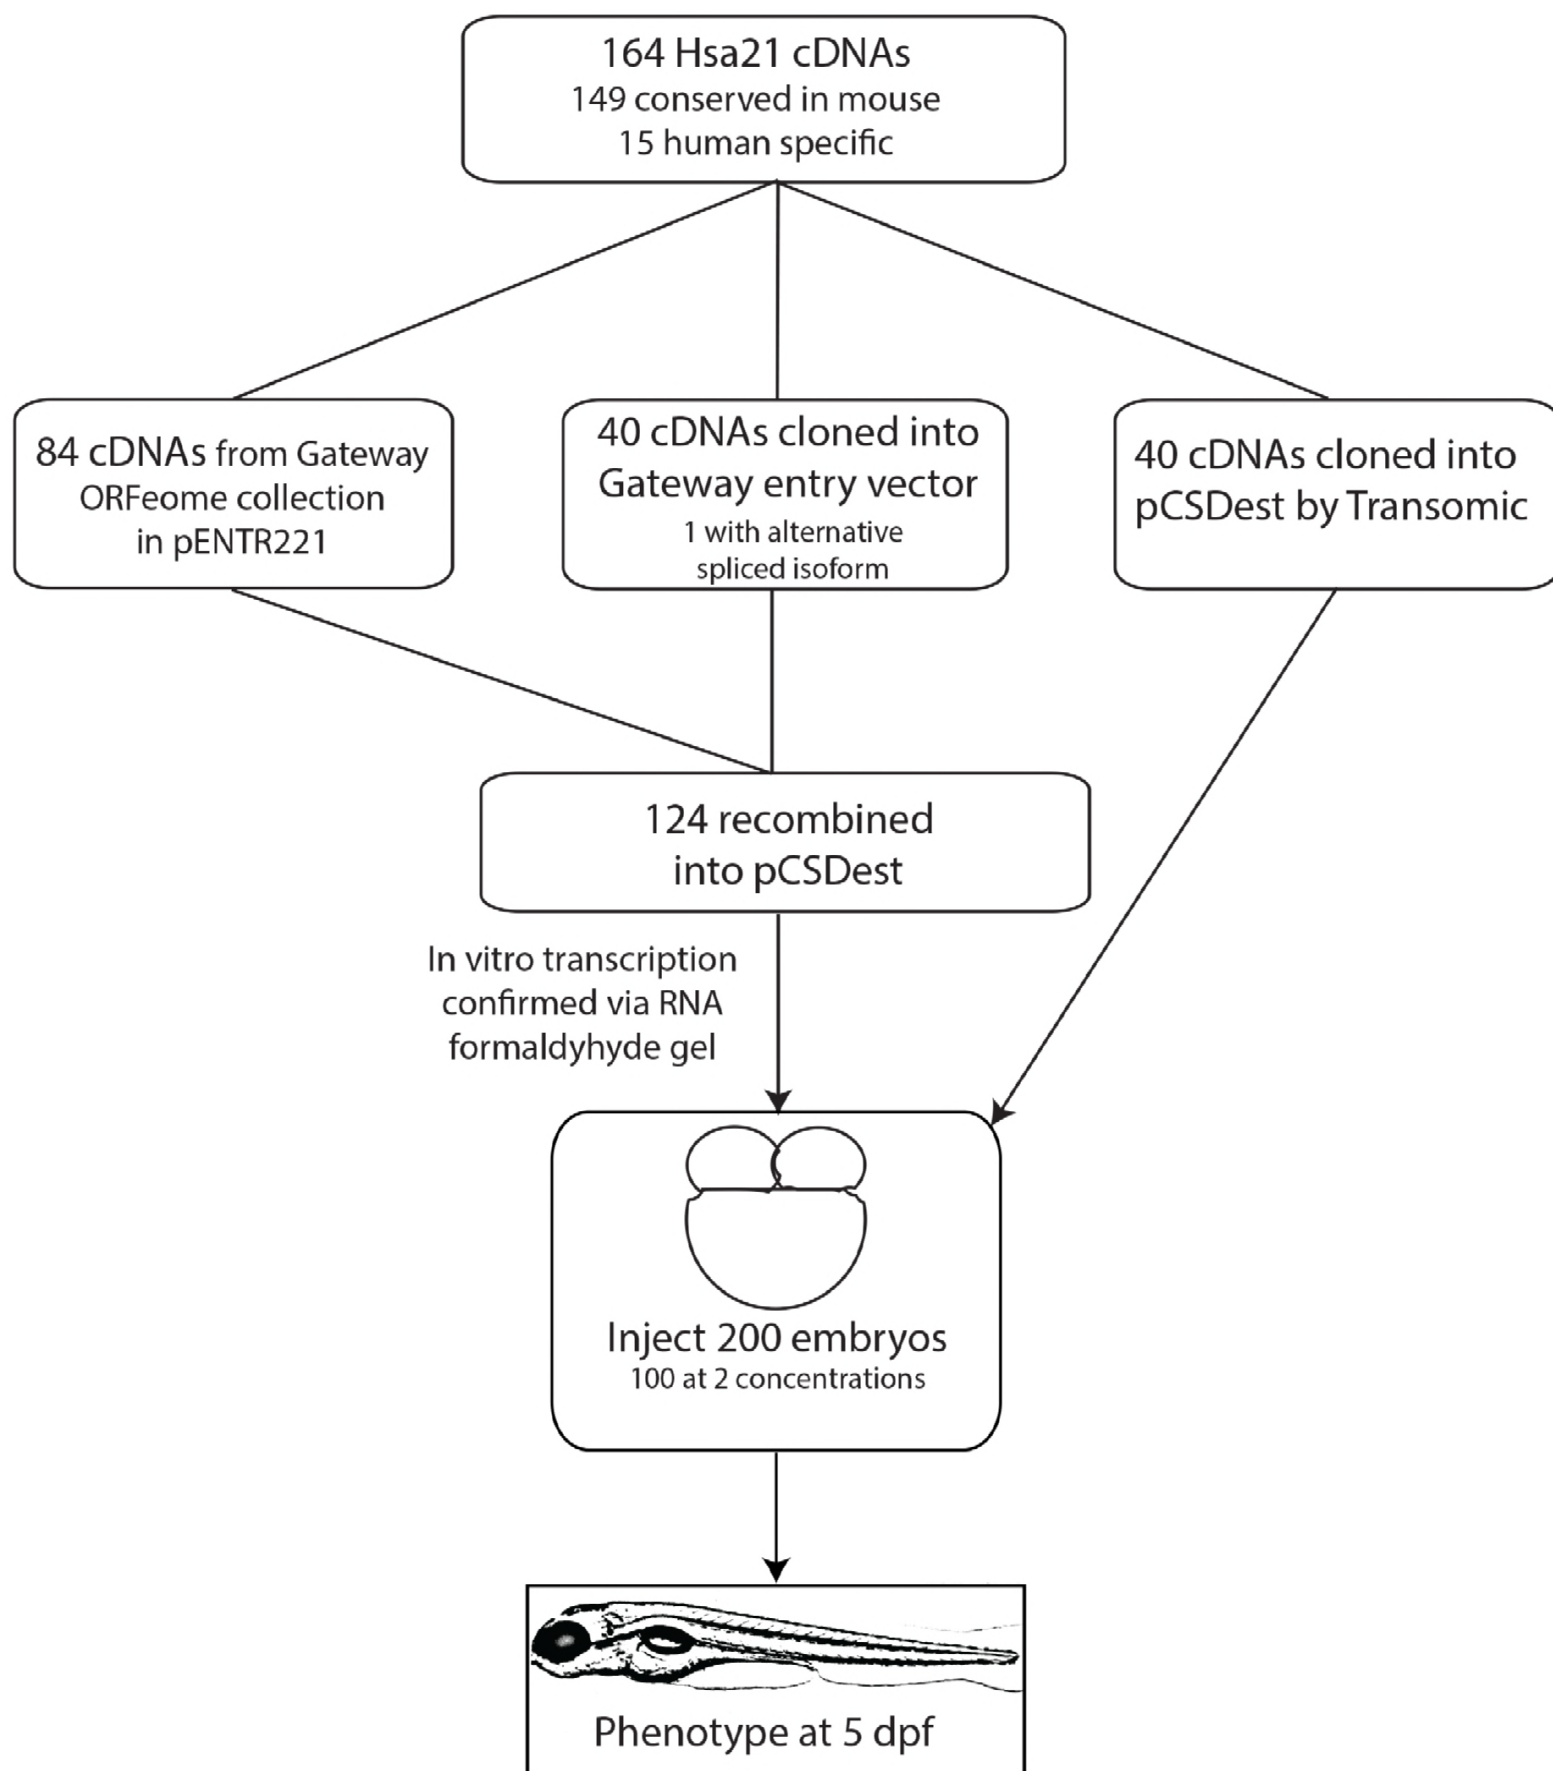 164 Hsa21 cDNAs
149 conserved in mouse
15 human specific
84 cDNAs from Gateway
ORFeome collection
in pENTR221
40 cDNAs cloned into
Gateway entry vector
1 with alternative
spliced isoform
40 cDNAs cloned into
pCSDest by Transomic
124 recombined
into pCSDest
In vitro transcription
confirmed via RNA
formaldyhyde gel
Inject 200 embryos
100 at 2 concentrations
Phenotype at 5 dpf